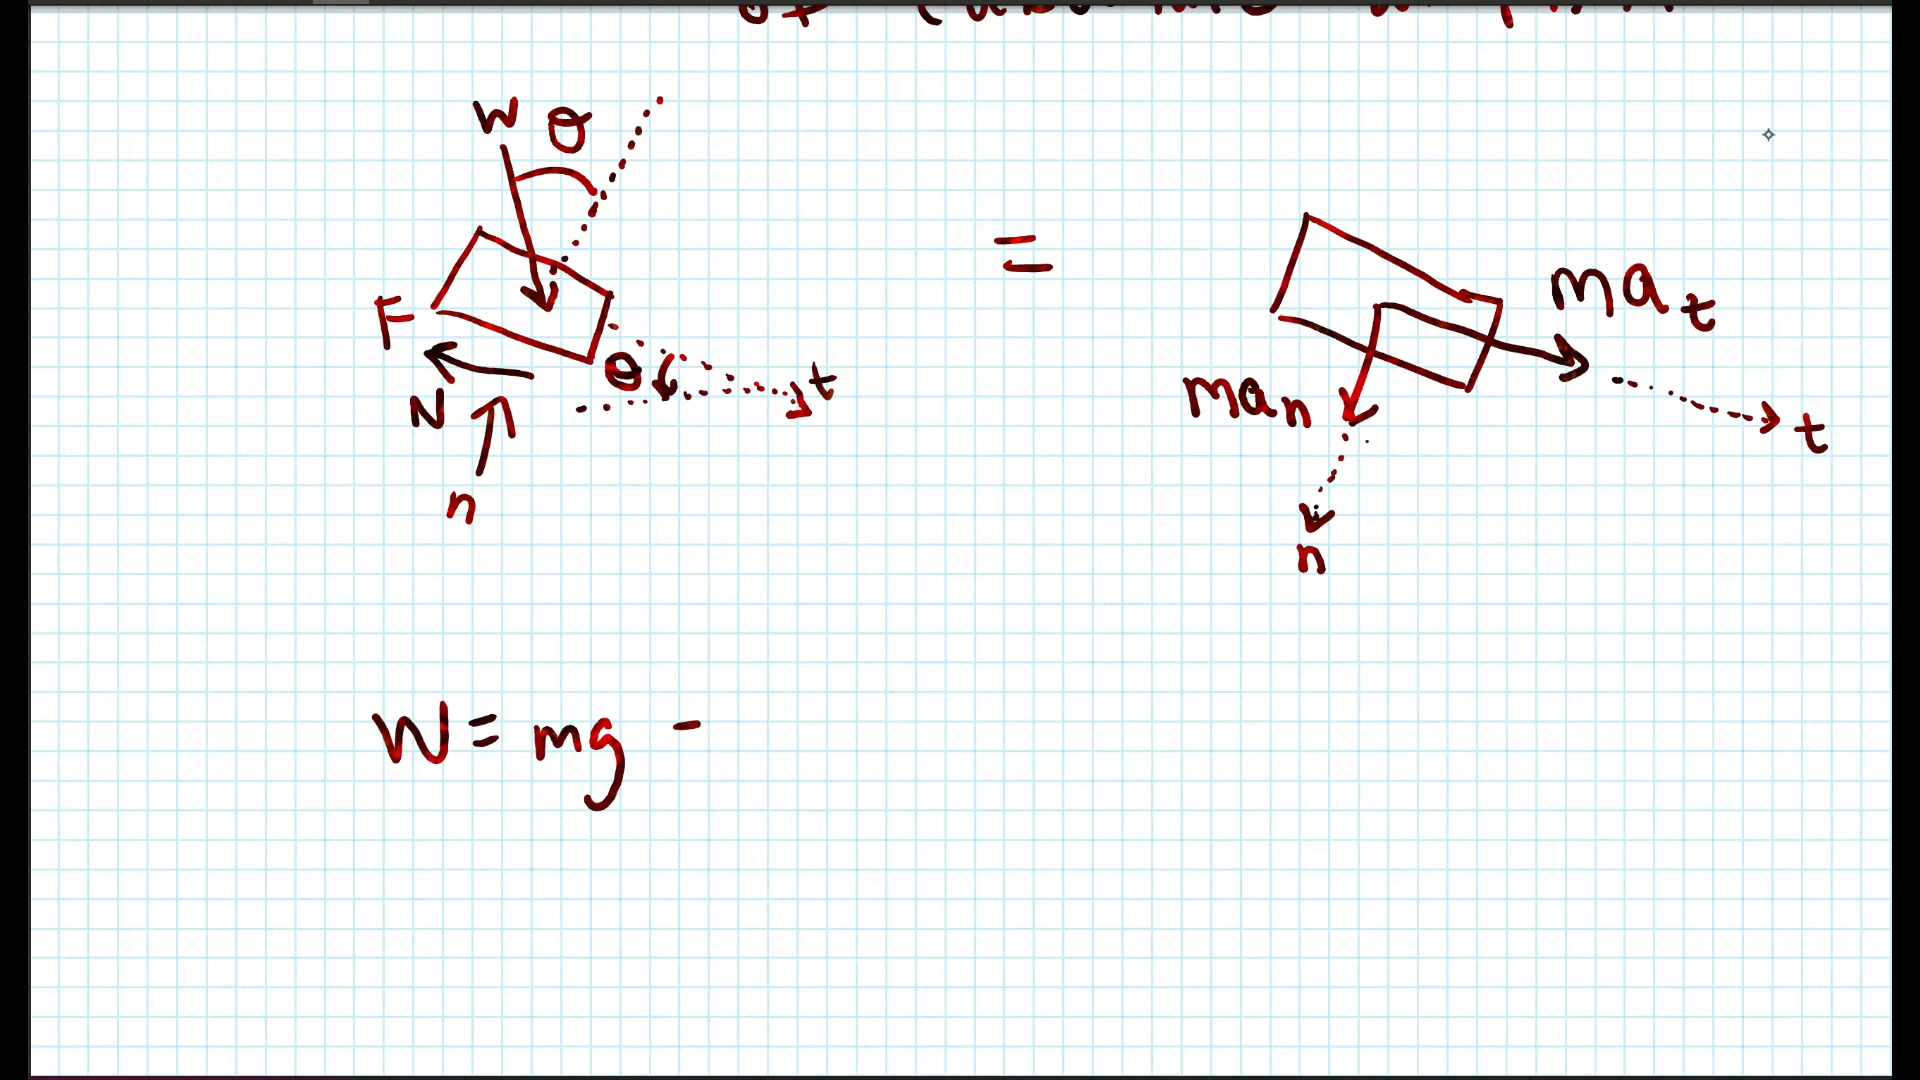 W θ
F
N
n
θ t
=
ma_t
ma_n
t
n
W = mg -